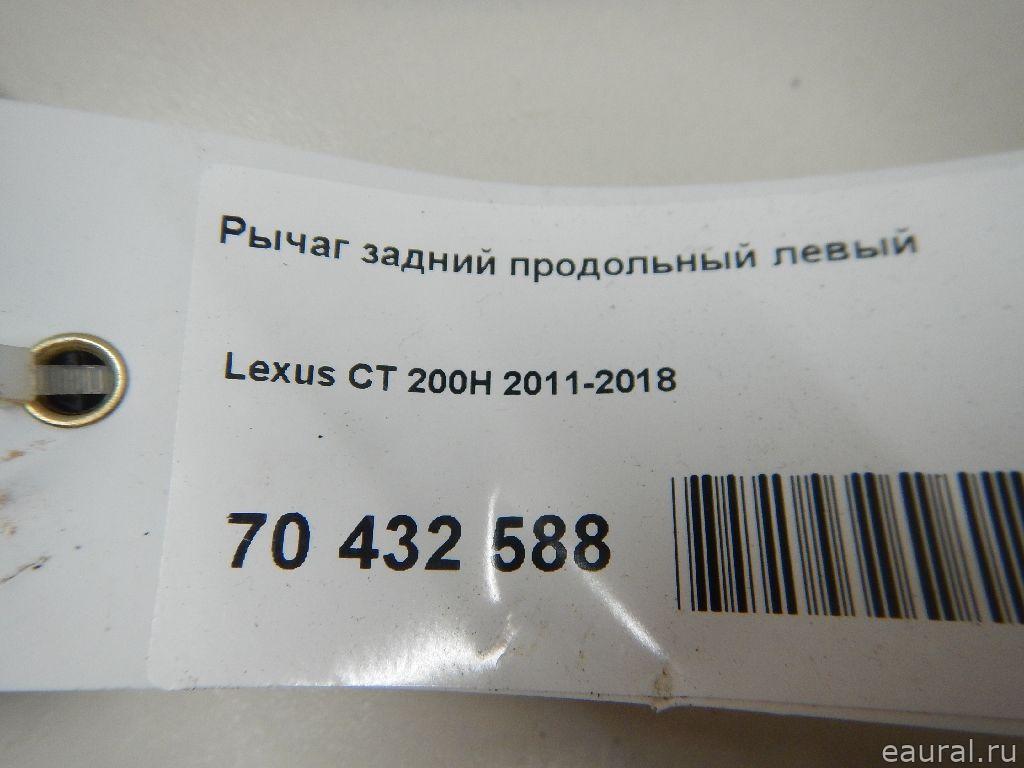 Рычаг задний продольный левый
Lexus CT 200H 2011-2018
70 432 588
eaural.ru